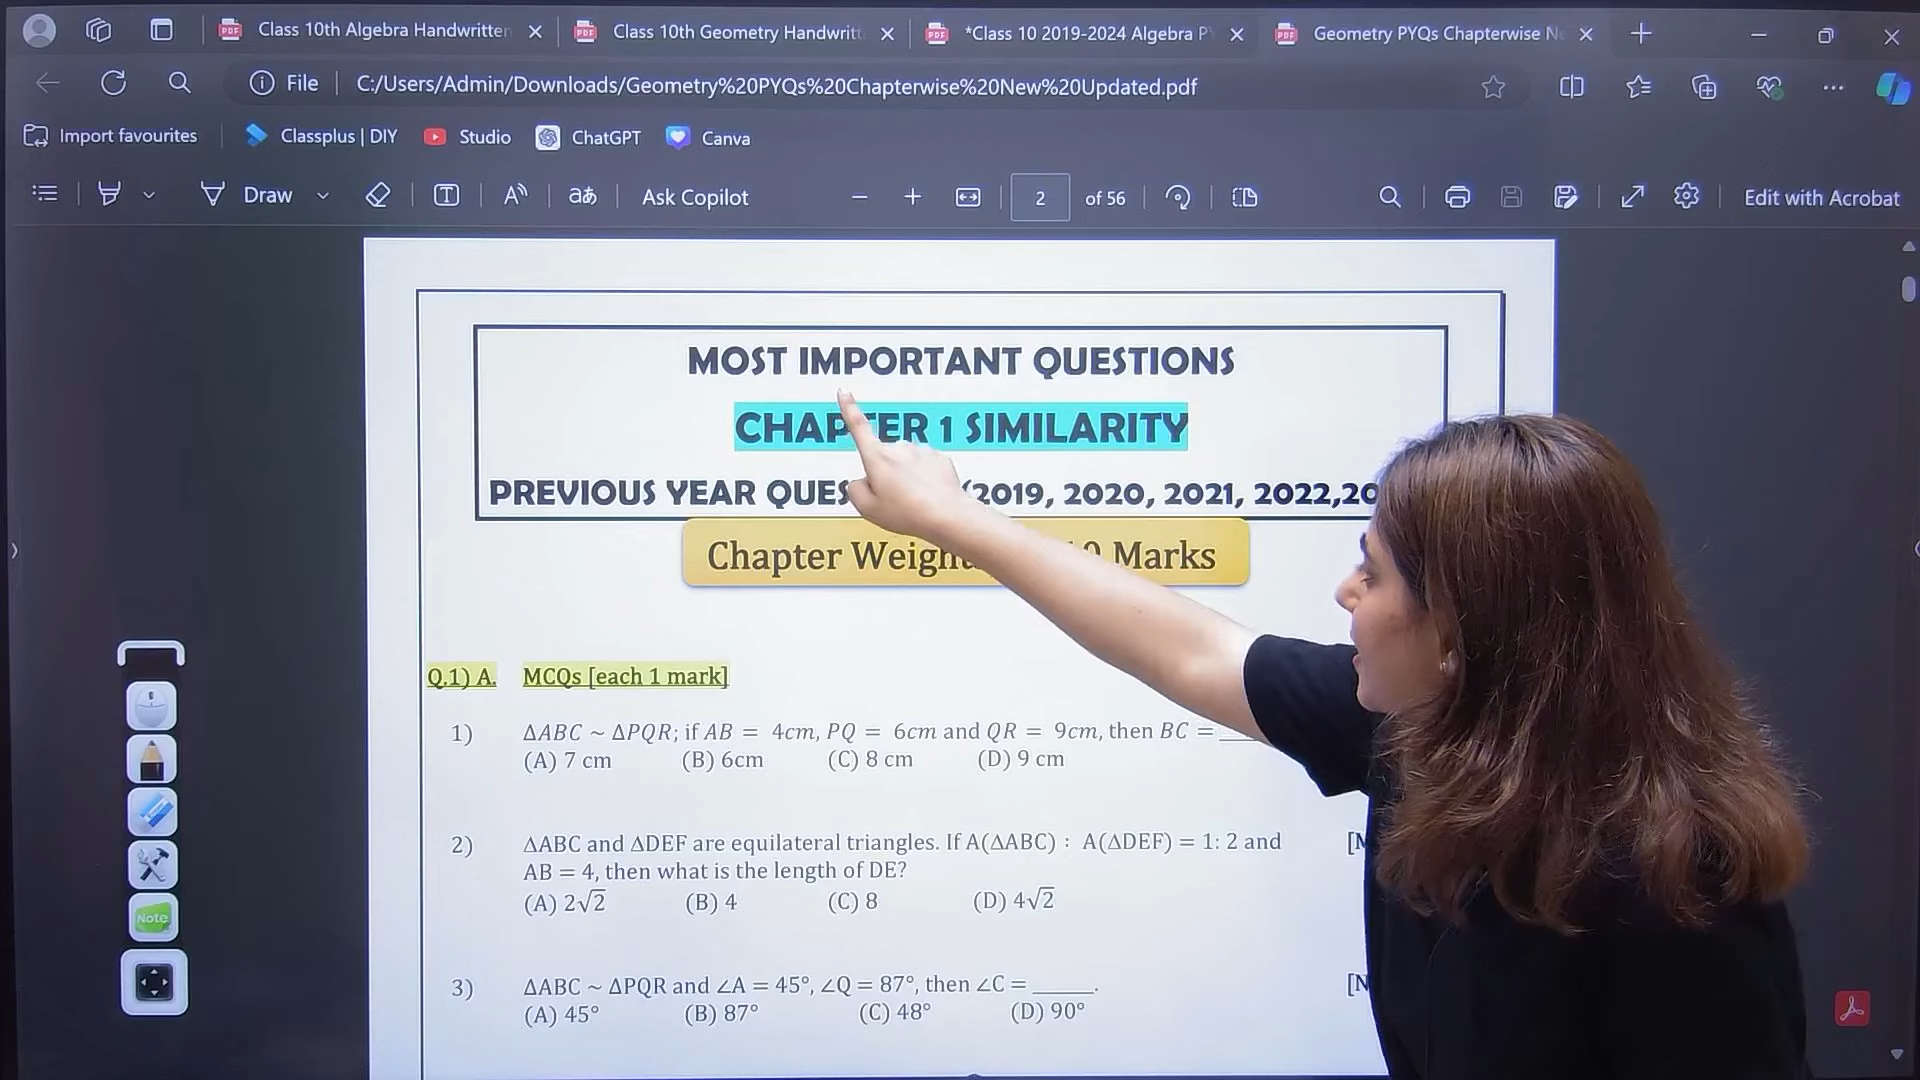 Class 10th Algebra Handwritten
Class 10th Geometry Handwritt
*Class 10 2019-2024 Algebra P
Geometry PYQs Chapterwise Ne
File
C:/Users/Admin/Downloads/Geometry%20PYQs%20Chapterwise%20New%20Updated.pdf
Import favourites
Classplus | DIY
Studio
ChatGPT
Canva
Draw
Ask Copilot
2 of 56
Edit with Acrobat
MOST IMPORTANT QUESTIONS
CHAPTER 1 SIMILARITY
PREVIOUS YEAR QUES (2019, 2020, 2021, 2022,20
Chapter Weigh 10 Marks
Q.1) A. MCQs [each 1 mark]
1) ΔABC ~ ΔPQR; if AB = 4cm, PQ = 6cm and QR = 9cm, then BC = ___
(A) 7 cm (B) 6cm (C) 8 cm (D) 9 cm
2) ΔABC and ΔDEF are equilateral triangles. If A(ΔABC) : A(ΔDEF) = 1: 2 and [M
AB = 4, then what is the length of DE?
(A) 2√2 (B) 4 (C) 8 (D) 4√2
3) ΔABC ~ ΔPQR and ∠A = 45°, ∠Q = 87°, then ∠C = _____. [N
(A) 45° (B) 87° (C) 48° (D) 90°
Note